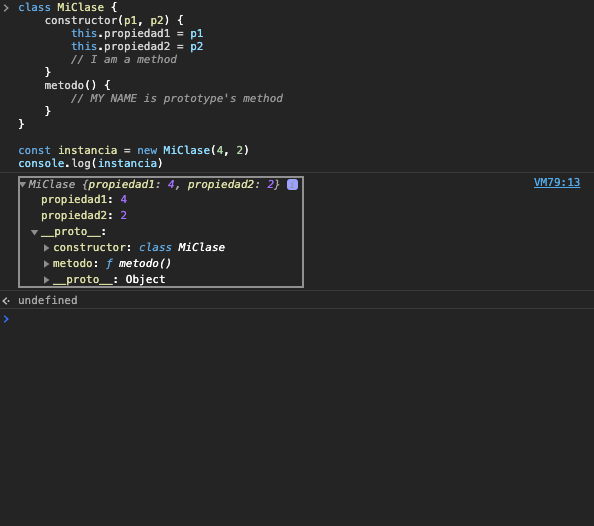 class MiClase {
constructor(p1, p2) {
this.propiedad1 = p1
this.propiedad2 = p2
// I am a method
}
metodo() {
// MY NAME is prototype's method
}
}
const instancia = new MiClase(4, 2)
console.log(instancia)
MiClase {propiedad1: 4, propiedad2: 2} i VM79:13
propiedad1: 4
propiedad2: 2
__proto__:
constructor: class MiClase
metodo: ƒ metodo()
__proto__: Object
undefined